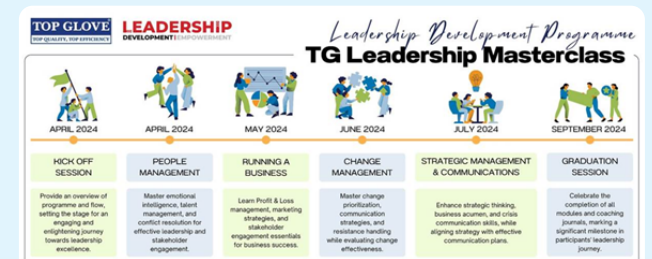 TOP GLOVE
TOP QUALITY, TOP EFFICIENCY
LEADERSHIP
DEVELOPMENT|EMPOWERMENT
Leadership Development Programme
TG Leadership Masterclass
APRIL 2024
APRIL 2024
MAY 2024
JUNE 2024
JULY 2024
SEPTEMBER 2024
KICK OFF
SESSION
Provide an overview of
programme and flow,
setting the stage for an
engaging and
enlightening journey
towards leadership
excellence.
PEOPLE
MANAGEMENT
Master emotional
intelligence, talent
management, and
conflict resolution for
effective leadership and
stakeholder
engagement.
RUNNING A
BUSINESS
Learn Profit & Loss
management, marketing
strategies, and
stakeholder
engagement essentials
for business success.
CHANGE
MANAGEMENT
Master change
prioritization,
communication
strategies, and
resistance handling
while evaluating change
effectiveness.
STRATEGIC MANAGEMENT
& COMMUNICATIONS
Enhance strategic thinking,
business acumen, and crisis
communication skills, while
aligning strategy with effective
communication plans.
GRADUATION
SESSION
Celebrate the
completion of all
modules and coaching
journals, marking a
significant milestone in
participants' leadership
journey.